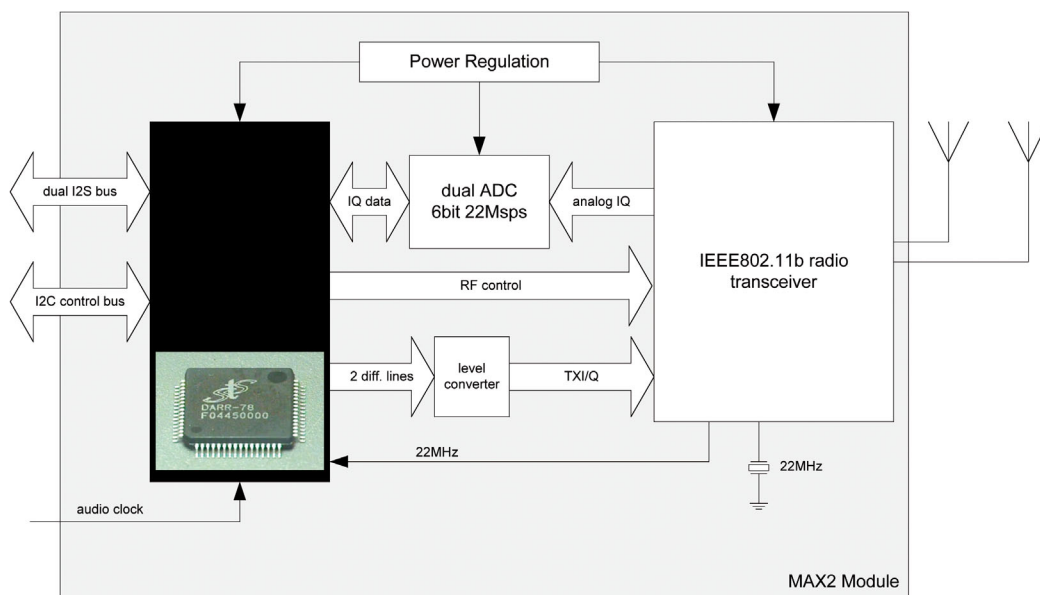 Power Regulation
dual I2S bus
IQ data
dual ADC
6bit 22Msps
analog IQ
IEEE802.11b radio
transceiver
I2C control bus
RF control
2 diff. lines
level
converter
TXI/Q
DARR-78
F04450000
22MHz
22MHz
audio clock
MAX2 Module